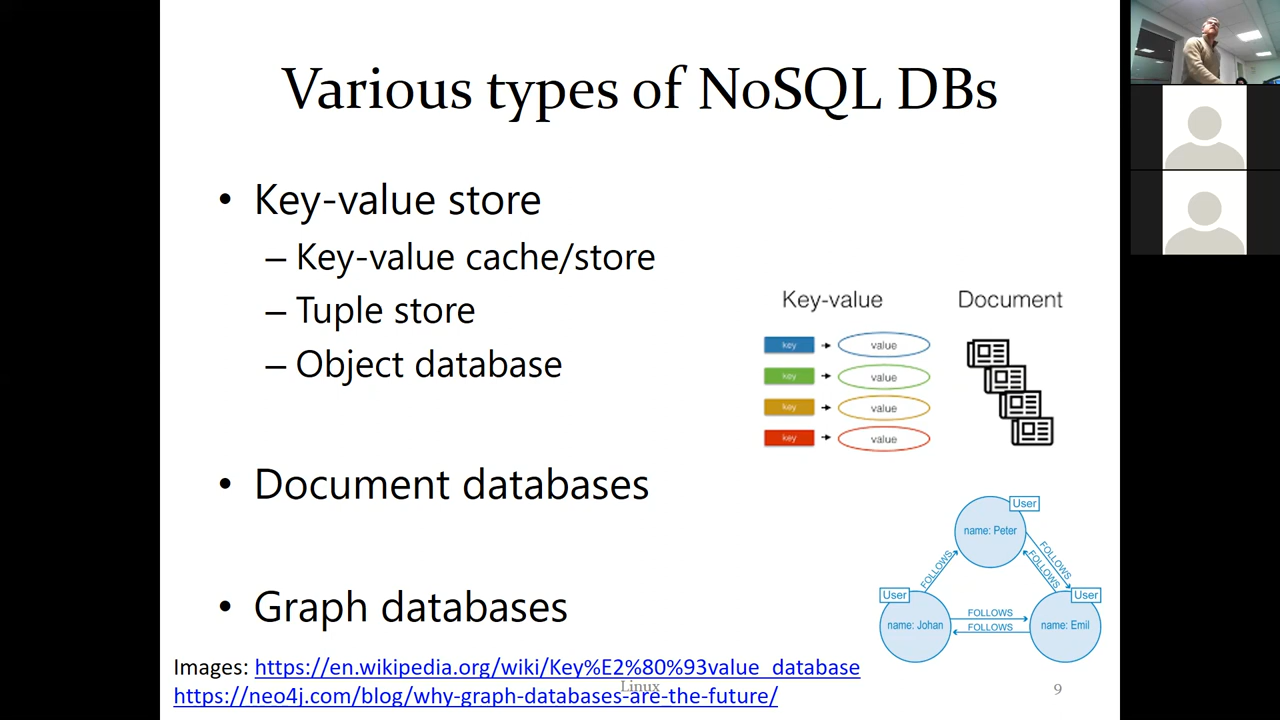 Various types of NoSQL DBs
• Key-value store
– Key-value cache/store
– Tuple store
– Object database
• Document databases
• Graph databases
Key-value
Document
key value
key value
key value
key value
User
name: Peter
FOLLOWS
FOLLOWS
FOLLOWS
User
name: Johan
FOLLOWS
FOLLOWS
User
name: Emil
Images: https://en.wikipedia.org/wiki/Key%E2%80%93value_database
https://neo4j.com/blog/why-graph-databases-are-the-future/
Linux
9